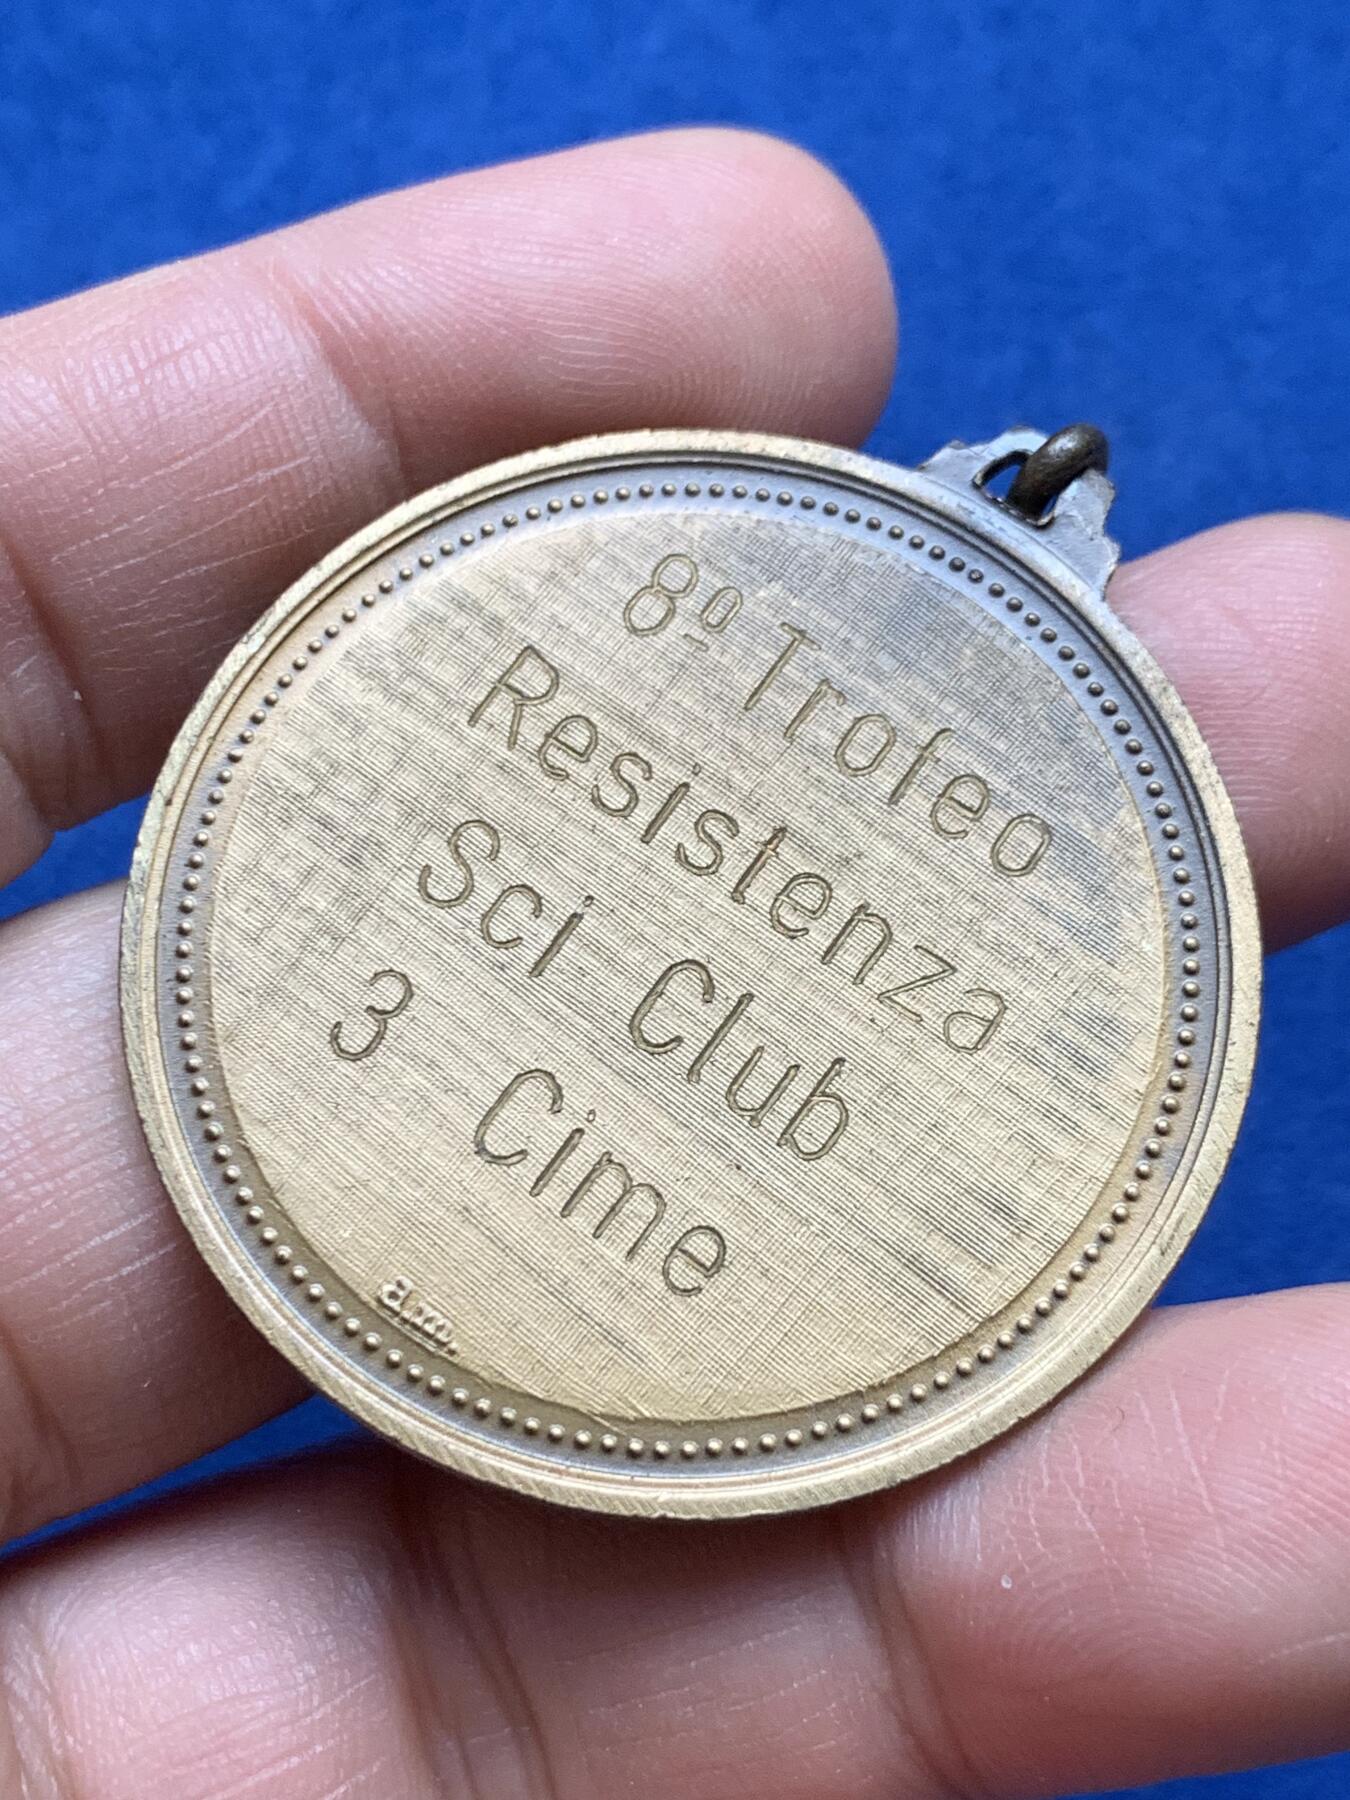 8º Trofeo
Resistenza
Sci Club
3 Cime
a.m.